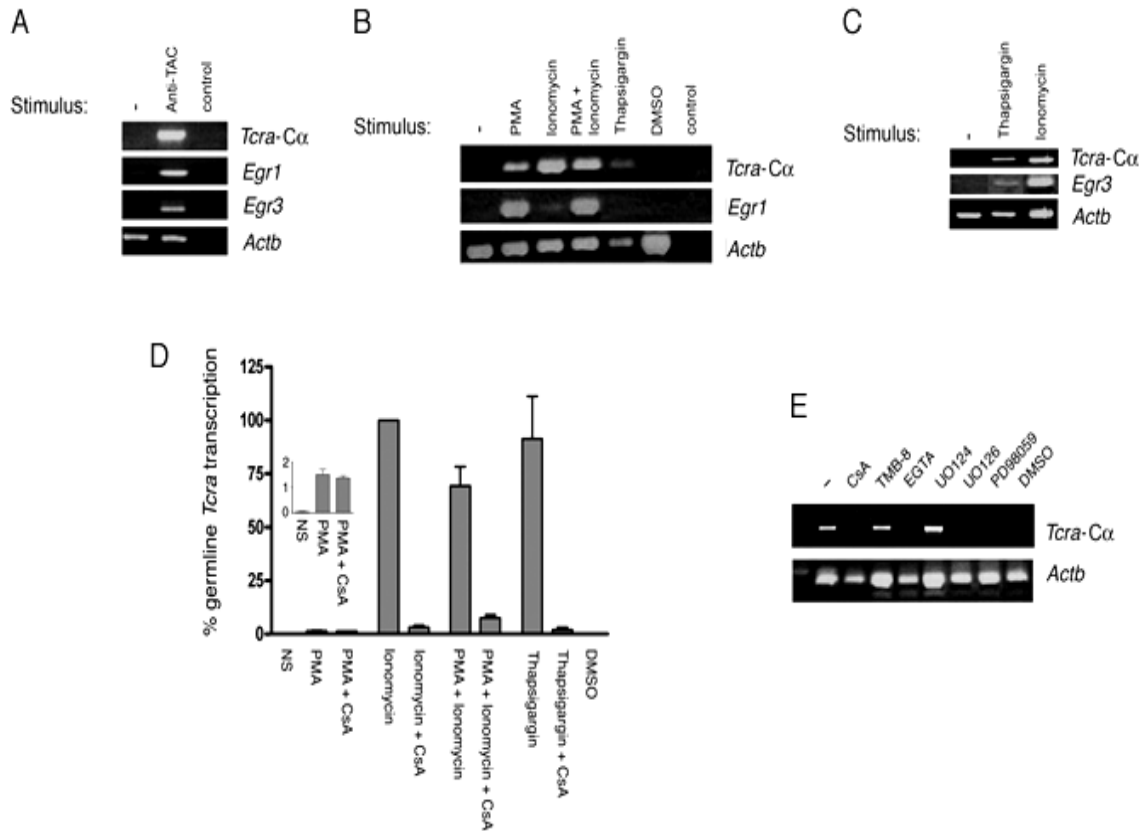 A
Stimulus:
-
Anti-TAC
control
Tcra-Cα
Egr1
Egr3
Actb
B
Stimulus:
-
PMA
Ionomycin
PMA +
Ionomycin
Thapsigargin
DMSO
control
Tcra-Cα
Egr1
Actb
C
Stimulus:
-
Thapsigargin
Ionomycin
Tcra-Cα
Egr3
Actb
D
% germline Tcra transcription
125
100
75
50
25
0
2
1
0
NS
PMA
PMA + CsA
NS
PMA
PMA + CsA
Ionomycin
Ionomycin + CsA
PMA + Ionomycin
PMA + Ionomycin + CsA
Thapsigargin
Thapsigargin + CsA
DMSO
E
-
CsA
TMB-8
EGTA
UO124
UO126
PD98059
DMSO
Tcra-Cα
Actb